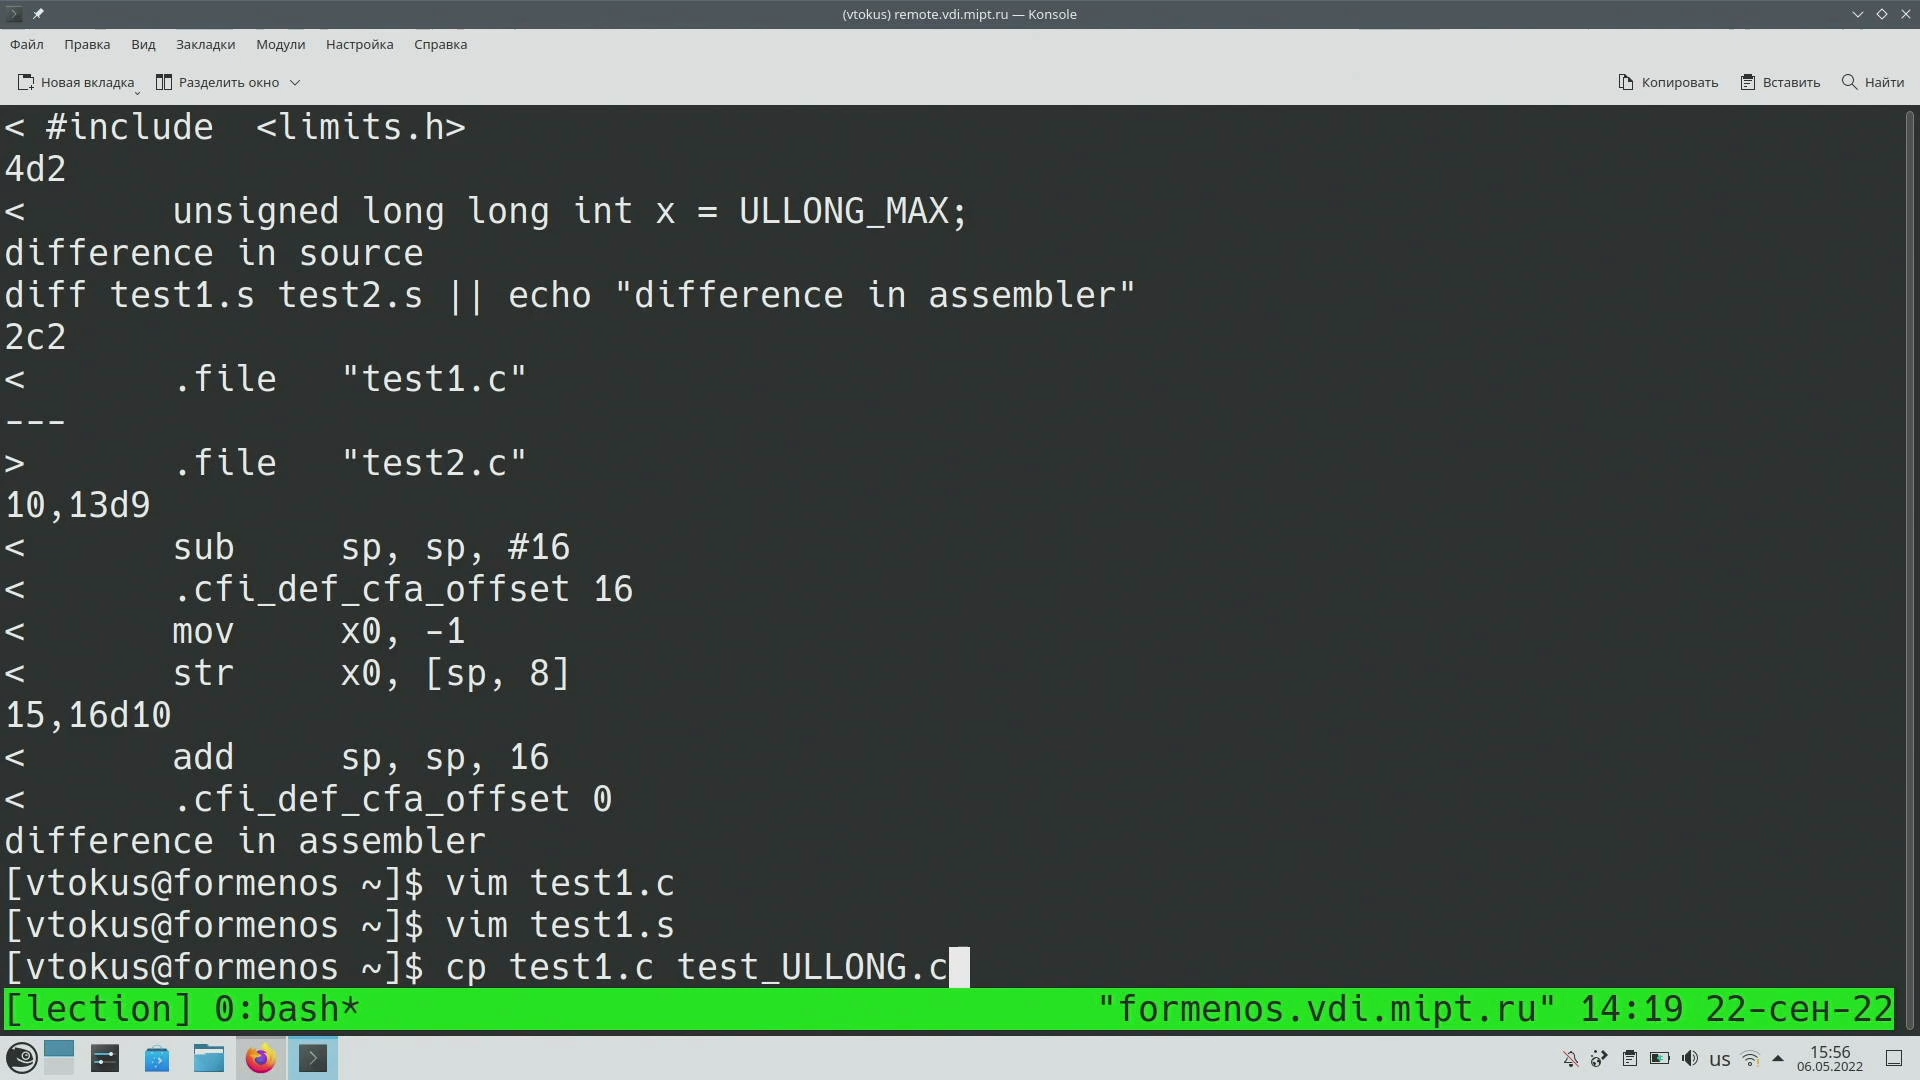 (vtokus) remote.vdi.mipt.ru — Konsole
Файл Правка Вид Закладки Модули Настройка Справка
Новая вкладка Разделить окно Копировать Вставить Найти
< #include  <limits.h>
4d2
<       unsigned long long int x = ULLONG_MAX;
difference in source
diff test1.s test2.s || echo "difference in assembler"
2c2
<       .file   "test1.c"
---
>       .file   "test2.c"
10,13d9
<       sub     sp, sp, #16
<       .cfi_def_cfa_offset 16
<       mov     x0, -1
<       str     x0, [sp, 8]
15,16d10
<       add     sp, sp, 16
<       .cfi_def_cfa_offset 0
difference in assembler
[vtokus@formenos ~]$ vim test1.c
[vtokus@formenos ~]$ vim test1.s
[vtokus@formenos ~]$ cp test1.c test_ULLONG.c
[lection] 0:bash* "formenos.vdi.mipt.ru" 14:19 22-сен-22
us 15:56
06.05.2022